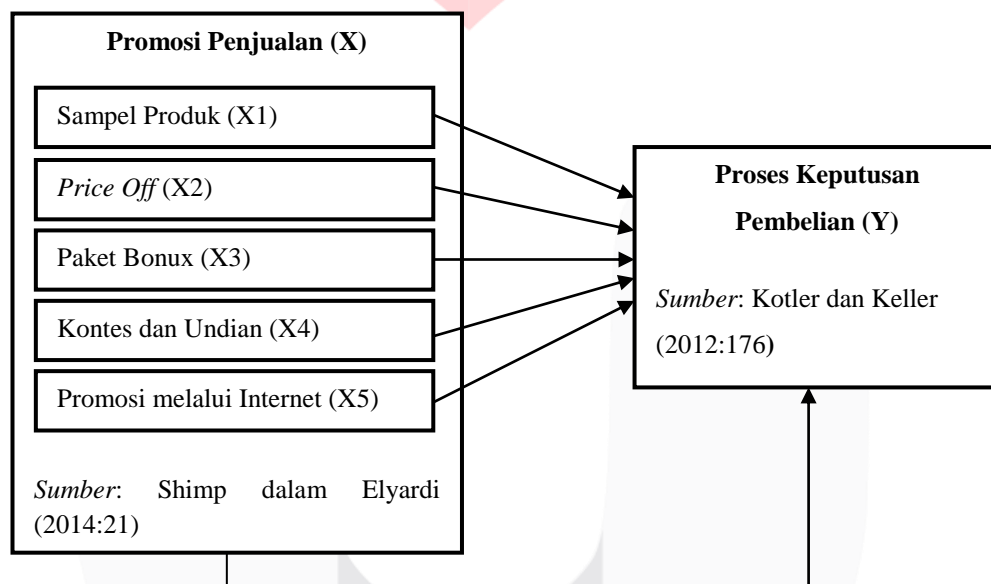 Promosi Penjualan (X)
Sampel Produk (X1)
Price Off (X2)
Paket Bonux (X3)
Kontes dan Undian (X4)
Promosi melalui Internet (X5)
Sumber: Shimp dalam Elyardi
(2014:21)
Proses Keputusan
Pembelian (Y)
Sumber: Kotler dan Keller
(2012:176)